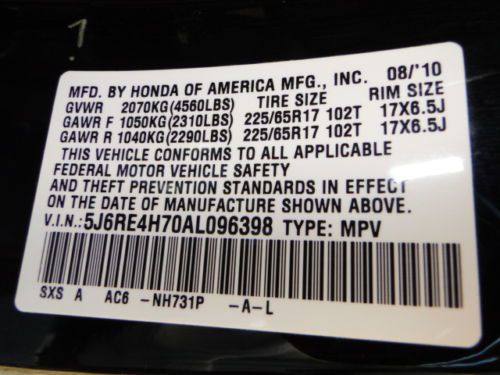 MFD. BY HONDA OF AMERICA MFG., INC. 08/'10
GVWR 2070KG(4560LBS) TIRE SIZE RIM SIZE
GAWR F 1050KG(2310LBS) 225/65R17 102T 17X6.5J
GAWR R 1040KG(2290LBS) 225/65R17 102T 17X6.5J
THIS VEHICLE CONFORMS TO ALL APPLICABLE
FEDERAL MOTOR VEHICLE SAFETY
AND THEFT PREVENTION STANDARDS IN EFFECT
ON THE DATE OF MANUFACTURE SHOWN ABOVE.
V.I.N.: 5J6RE4H70AL096398 TYPE: MPV
SXS A AC6 -NH731P -A-L